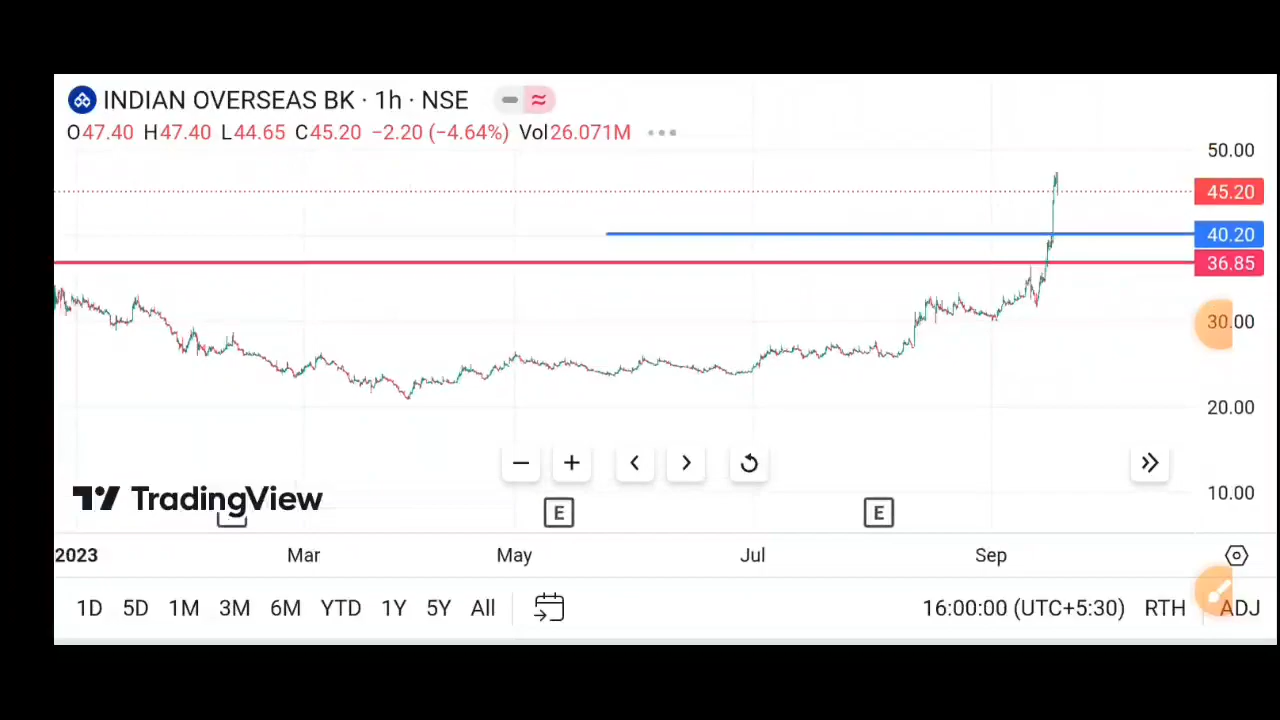 INDIAN OVERSEAS BK · 1h · NSE
O47.40 H47.40 L44.65 C45.20 −2.20 (−4.64%) Vol26.071M
50.00
45.20
40.20
36.85
30.00
20.00
10.00
TradingView
E E
2023 Mar May Jul Sep
1D 5D 1M 3M 6M YTD 1Y 5Y All 16:00:00 (UTC+5:30) RTH ADJ